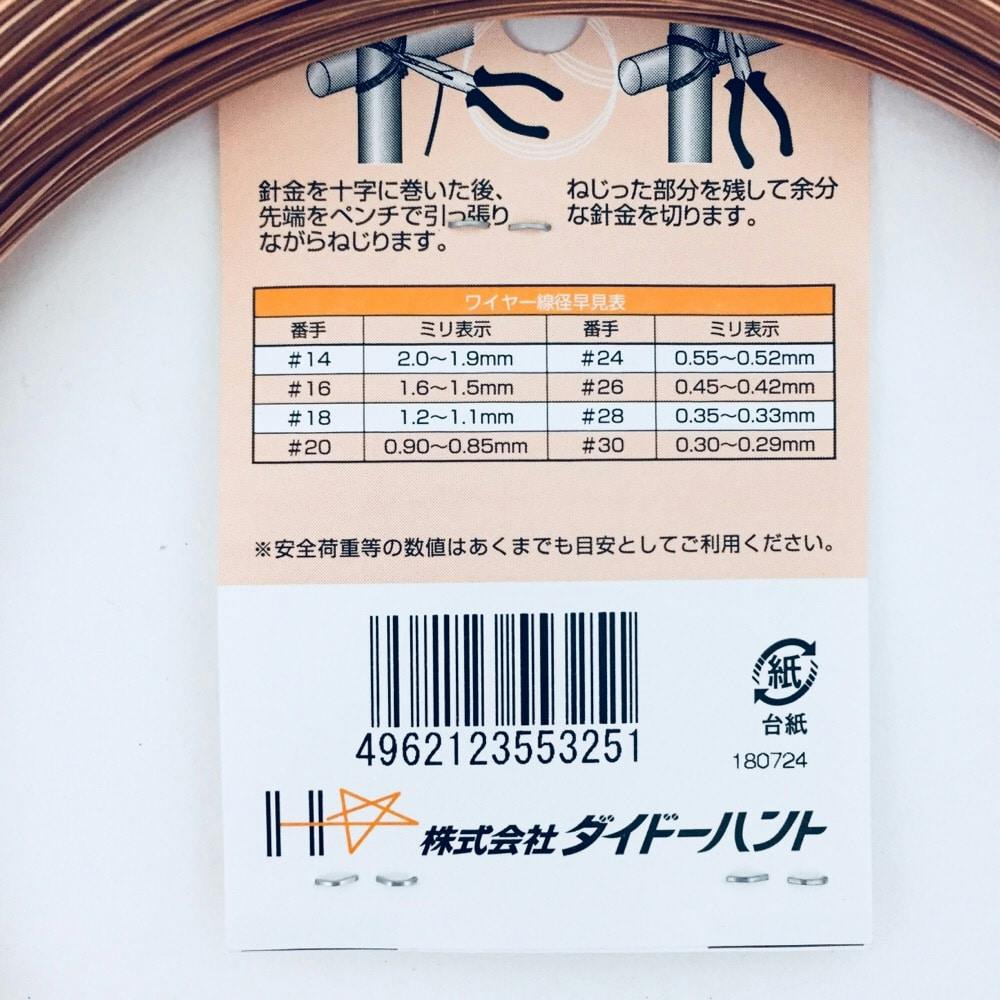 針金を十字に巻いた後、
先端をペンチで引っ張り
ながらねじります。
ねじった部分を残して余分
な針金を切ります。
ワイヤー線径早見表
番手 ミリ表示 番手 ミリ表示
#14 2.0〜1.9mm #24 0.55〜0.52mm
#16 1.6〜1.5mm #26 0.45〜0.42mm
#18 1.2〜1.1mm #28 0.35〜0.33mm
#20 0.90〜0.85mm #30 0.30〜0.29mm
※安全荷重等の数値はあくまでも目安としてご利用ください。
紙
台紙
4962123553251
180724
株式会社ダイドーハント